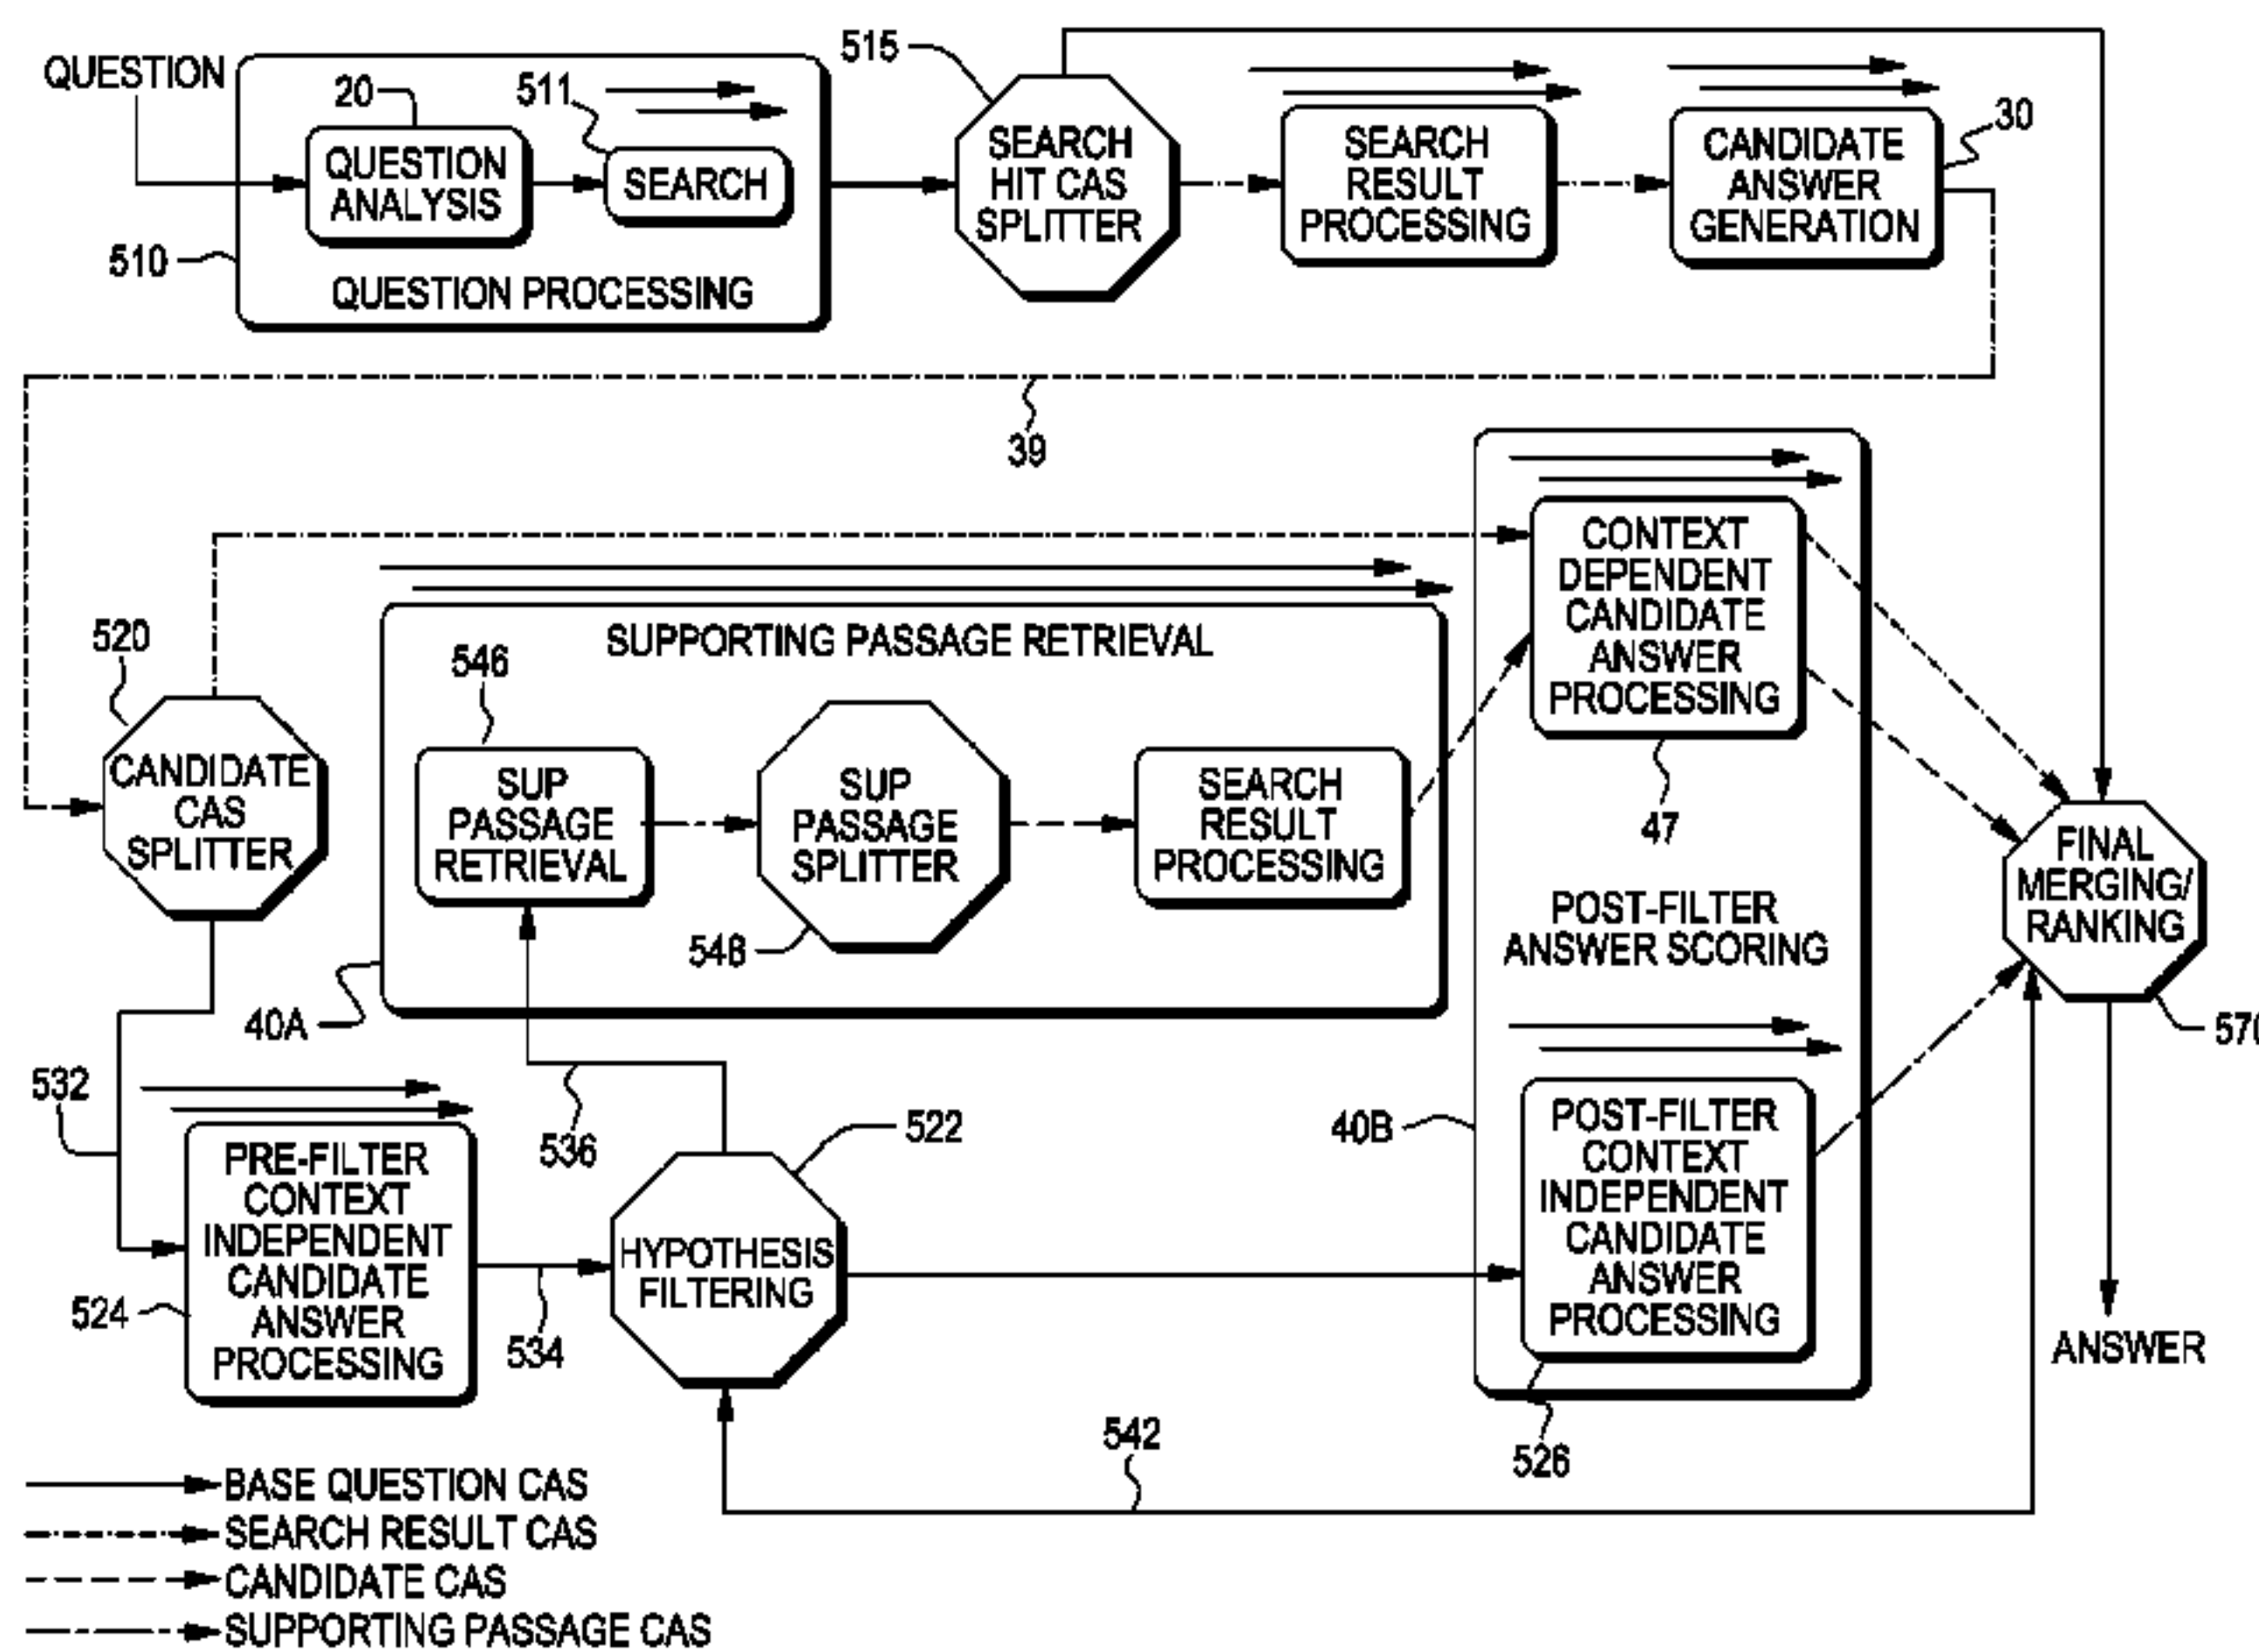 QUESTION
20
QUESTION
ANALYSIS
511
SEARCH
510
QUESTION PROCESSING
515
SEARCH
HIT CAS
SPLITTER
SEARCH
RESULT
PROCESSING
CANDIDATE
ANSWER
GENERATION
30
39
520
CANDIDATE
CAS
SPLITTER
SUPPORTING PASSAGE RETRIEVAL
546
SUP
PASSAGE
RETRIEVAL
SUP
PASSAGE
SPLITTER
548
SEARCH
RESULT
PROCESSING
40A
CONTEXT
DEPENDENT
CANDIDATE
ANSWER
PROCESSING
47
POST-FILTER
ANSWER SCORING
FINAL
MERGING/
RANKING
570
ANSWER
532
PRE-FILTER
CONTEXT
INDEPENDENT
CANDIDATE
ANSWER
PROCESSING
524
534
536
522
HYPOTHESIS
FILTERING
40B
POST-FILTER
CONTEXT
INDEPENDENT
CANDIDATE
ANSWER
PROCESSING
526
542
BASE QUESTION CAS
SEARCH RESULT CAS
CANDIDATE CAS
SUPPORTING PASSAGE CAS